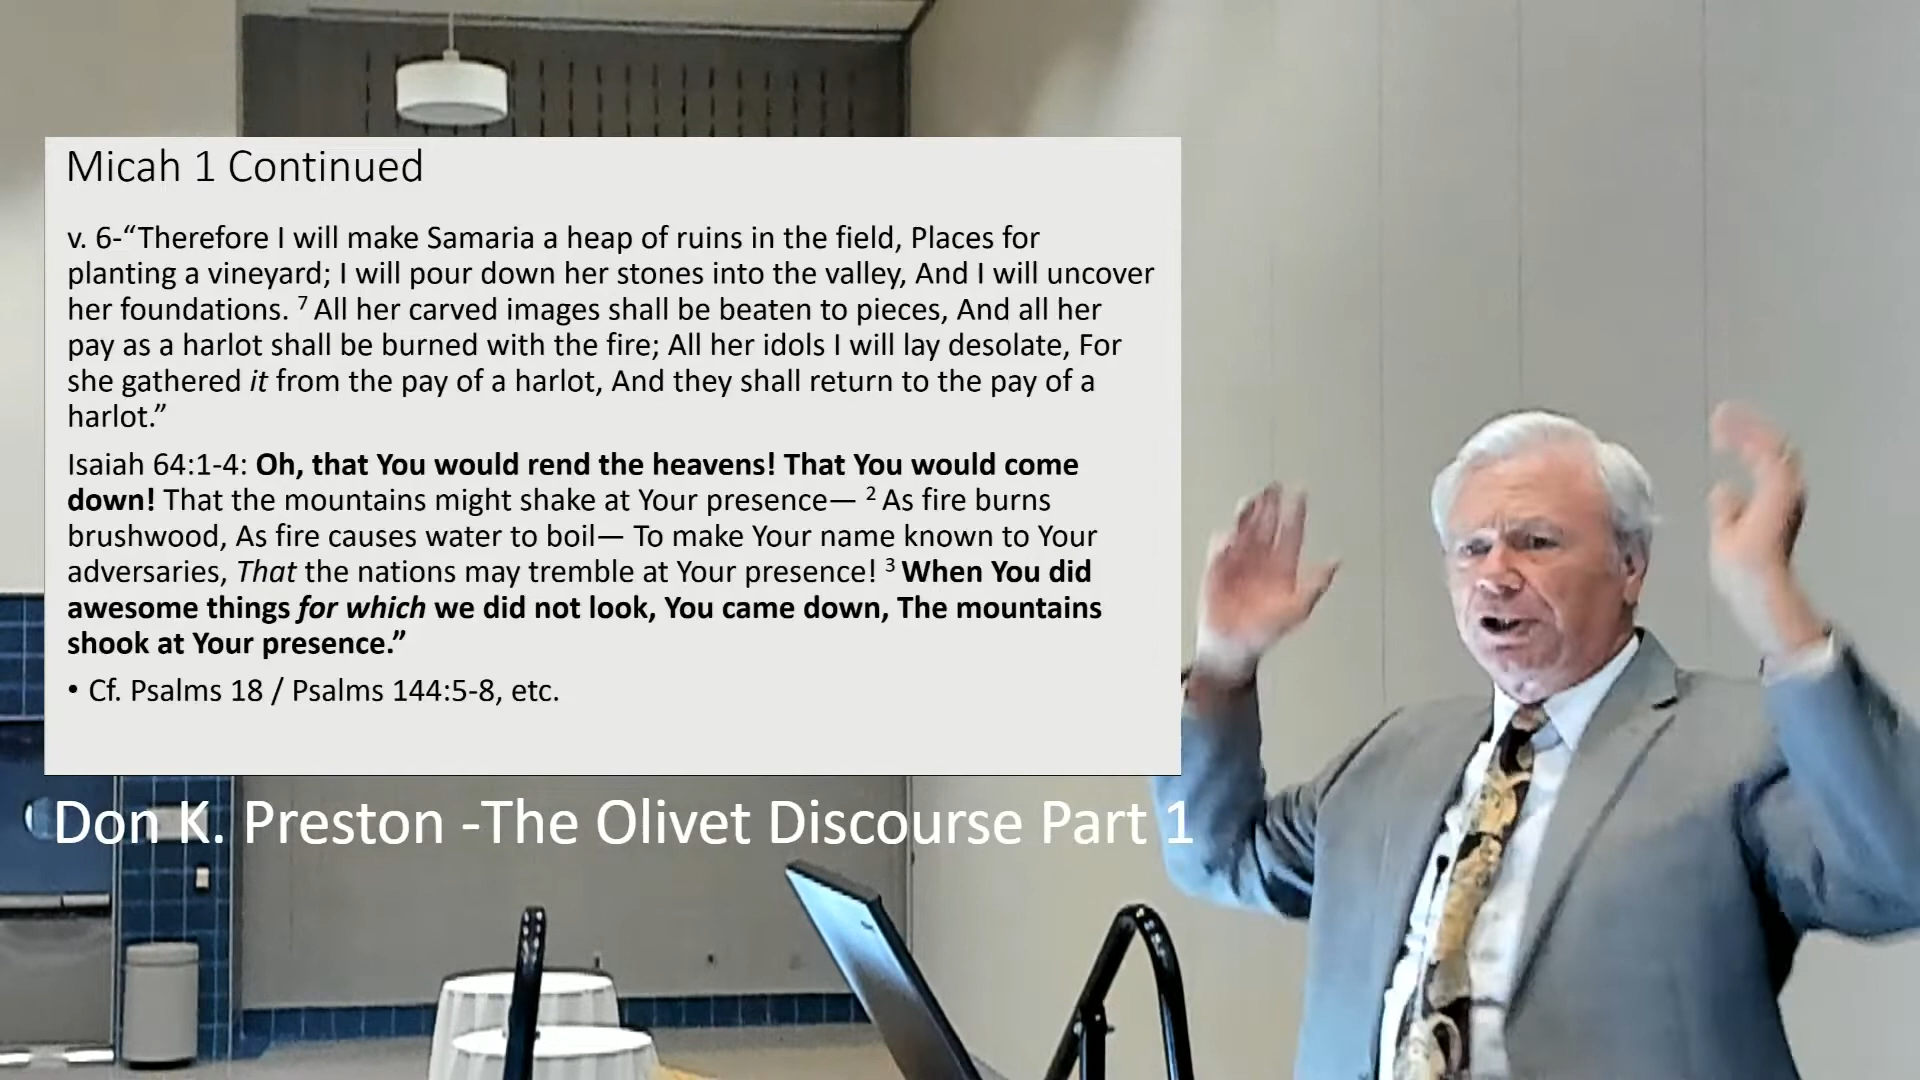 Micah 1 Continued
v. 6-“Therefore I will make Samaria a heap of ruins in the field, Places for
planting a vineyard; I will pour down her stones into the valley, And I will uncover
her foundations. ⁷ All her carved images shall be beaten to pieces, And all her
pay as a harlot shall be burned with the fire; All her idols I will lay desolate, For
she gathered it from the pay of a harlot, And they shall return to the pay of a
harlot.”
Isaiah 64:1-4: Oh, that You would rend the heavens! That You would come
down! That the mountains might shake at Your presence— ² As fire burns
brushwood, As fire causes water to boil— To make Your name known to Your
adversaries, That the nations may tremble at Your presence! ³ When You did
awesome things for which we did not look, You came down, The mountains
shook at Your presence.”
• Cf. Psalms 18 / Psalms 144:5-8, etc.
Don K. Preston -The Olivet Discourse Part 1